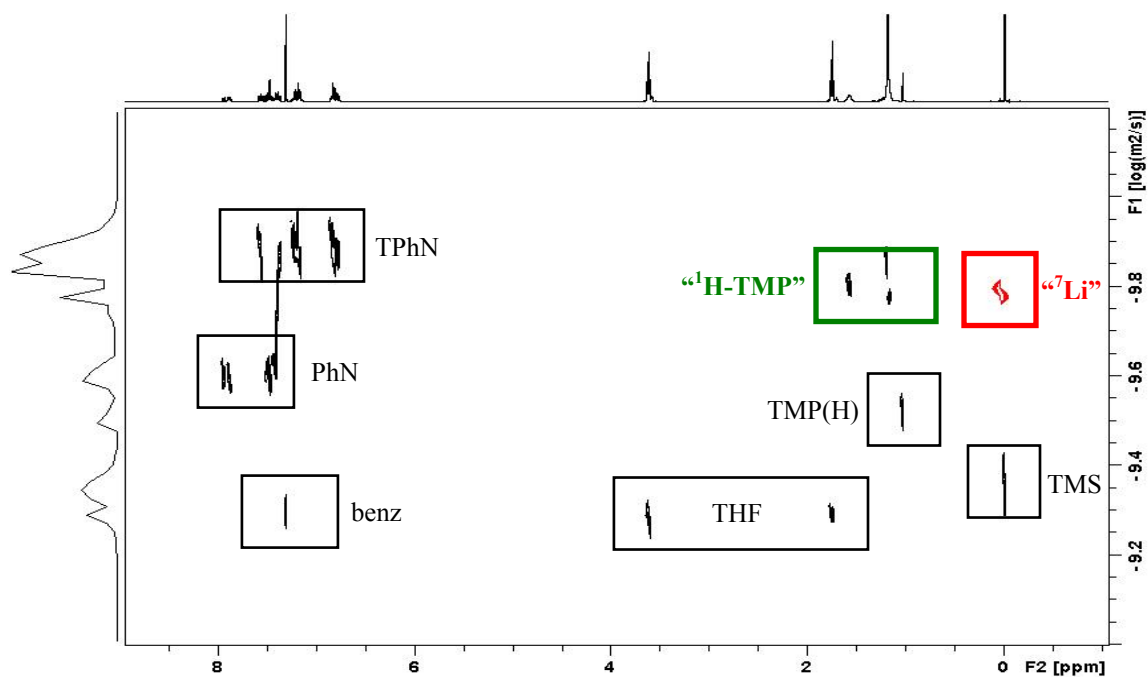 TPhN
“¹H-TMP”
“⁷Li”
PhN
TMP(H)
TMS
benz
THF
F1 [log(m2/s)]
- 9.8
- 9.6
- 9.4
- 9.2
8
6
4
2
0
F2 [ppm]